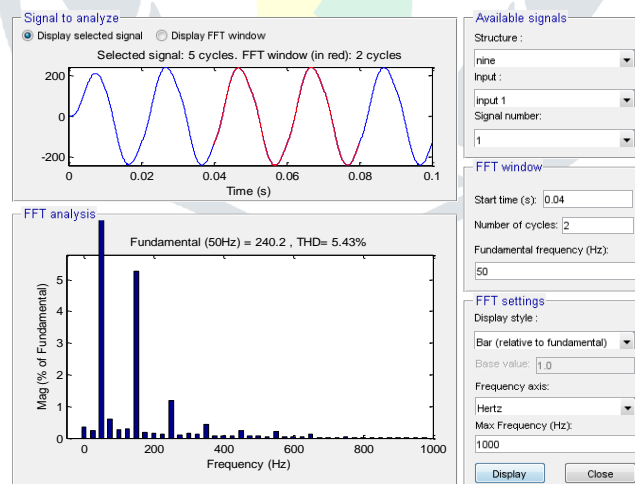 Signal to analyze
Display selected signal Display FFT window
Selected signal: 5 cycles. FFT window (in red): 2 cycles
200
0
-200
0 0.02 0.04 0.06 0.08 0.1
Time (s)
FFT analysis
Fundamental (50Hz) = 240.2 , THD= 5.43%
Mag (% of Fundamental)
5
4
3
2
1
0
0 200 400 600 800 1000
Frequency (Hz)
Available signals
Structure :
nine
Input :
input 1
Signal number:
1
FFT window
Start time (s): 0.04
Number of cycles: 2
Fundamental frequency (Hz):
50
FFT settings
Display style :
Bar (relative to fundamental)
Base value: 1.0
Frequency axis:
Hertz
Max Frequency (Hz):
1000
Display Close